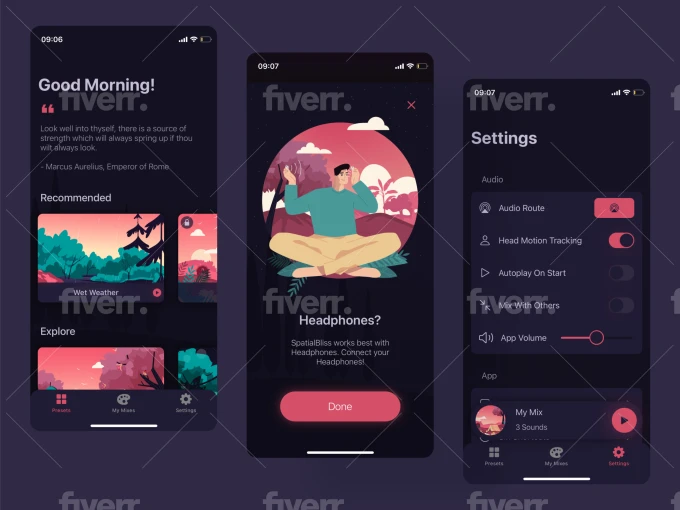 09:06
Good Morning!
Look well into thyself, there is a source of
strength which will always spring up if thou
wilt always look.
- Marcus Aurelius, Emperor of Rome
Recommended
Wet Weather
Explore
Presets
My Mixes
Settings
09:07
Headphones?
SpatialBliss works best with
Headphones. Connect your
Headphones!
Done
09:07
Settings
Audio
Audio Route
Head Motion Tracking
Autoplay On Start
Mix With Others
App Volume
App
My Mix
3 Sounds
Presets
My Mixes
Settings
fiverr.
fiverr.
fiverr.
fiverr.
fiverr.
fiverr.
fiverr.
fiverr.
fiverr.